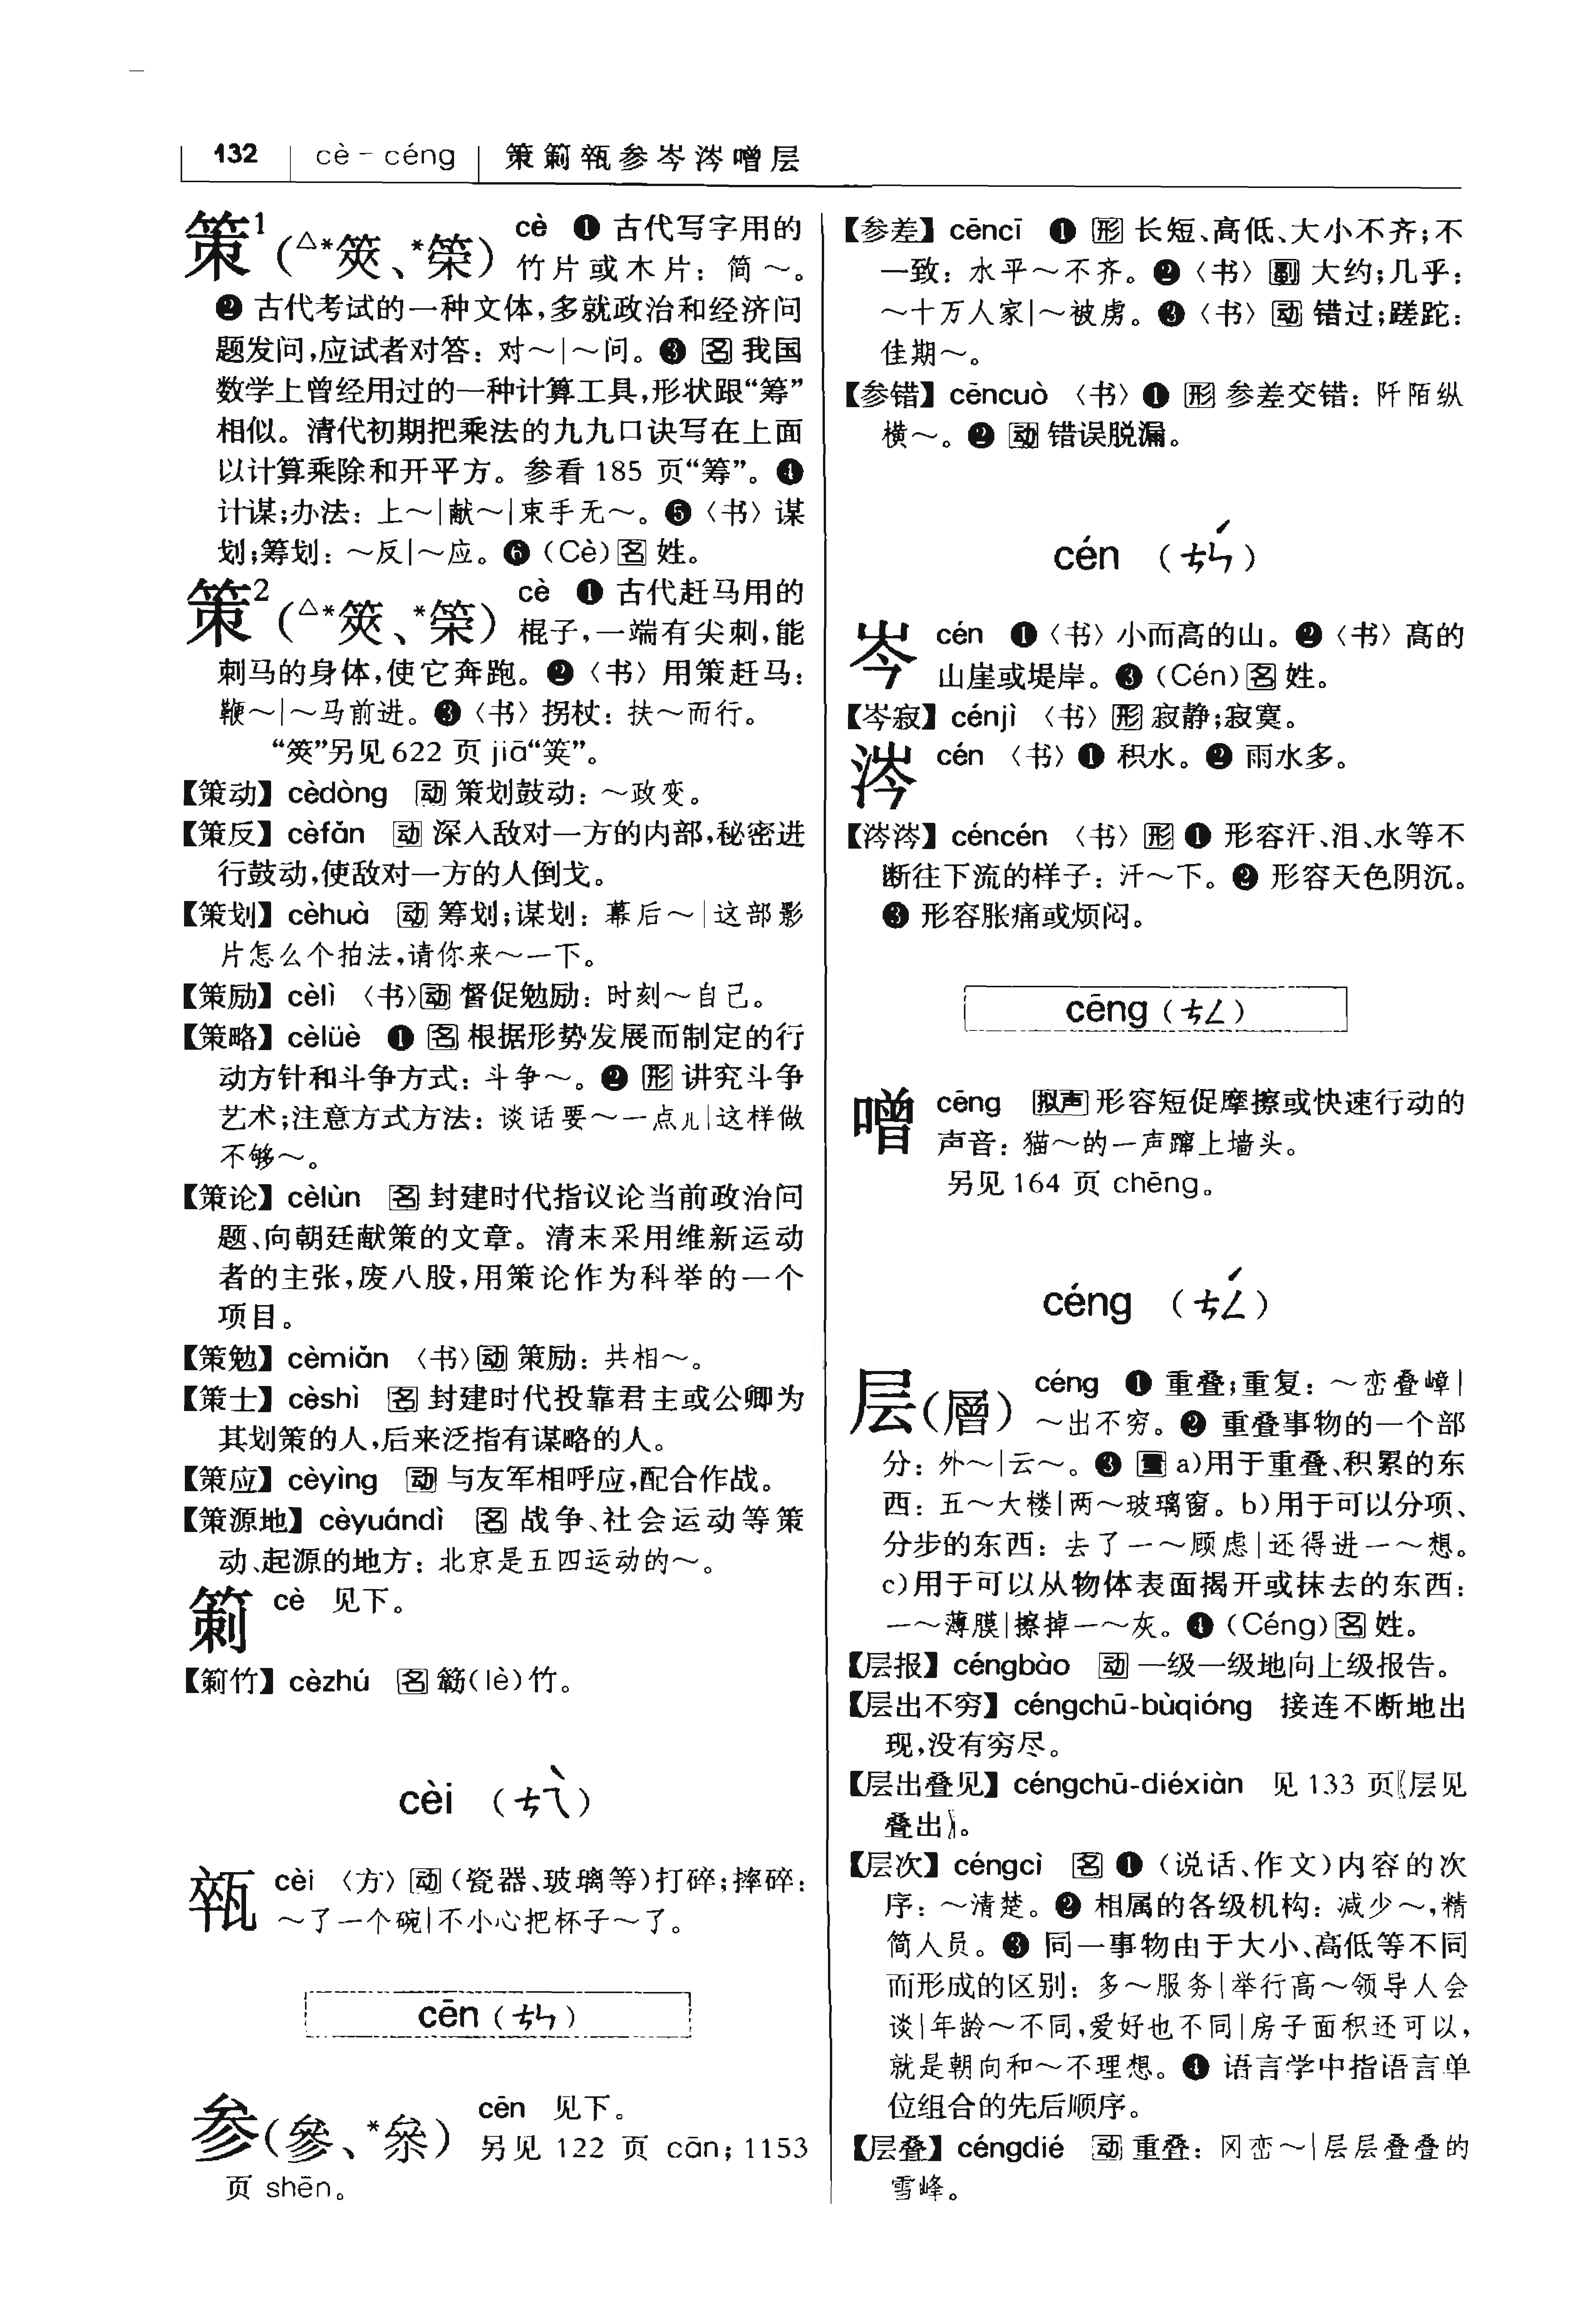 132 cè－céng 策萴𤭢参岑涔噌层
策¹(△*筴、*筞) cè ❶ 古代写字用的
竹片或木片：简～。
❷ 古代考试的一种文体，多就政治和经济问
题发问，应试者对答：对～｜～问。❸ 名 我国
数学上曾经用过的一种计算工具，形状跟“筹”
相似。清代初期把乘法的九九口诀写在上面
以计算乘除和开平方。参看 185 页“筹”。❹
计谋；办法：上～｜献～｜束手无～。❺〈书〉谋
划；筹划：～反｜～应。❻（Cè）名 姓。
策²(△*筴、*筞) cè ❶ 古代赶马用的
棍子，一端有尖刺，能
刺马的身体，使它奔跑。❷〈书〉用策赶马：
鞭～｜～马前进。❸〈书〉拐杖：扶～而行。
“筴”另见 622 页 jiā“筴”。
【策动】cèdòng 动 策划鼓动：～政变。
【策反】cèfǎn 动 深入敌对一方的内部，秘密进
行鼓动，使敌对一方的人倒戈。
【策划】cèhuà 动 筹划；谋划：幕后～｜这部影
片怎么个拍法，请你来～一下。
【策励】cèlì〈书〉动 督促勉励：时刻～自己。
【策略】cèlüè ❶ 名 根据形势发展而制定的行
动方针和斗争方式：斗争～。❷ 形 讲究斗争
艺术；注意方式方法：谈话要～一点儿｜这样做
不够～。
【策论】cèlùn 名 封建时代指议论当前政治问
题、向朝廷献策的文章。清末采用维新运动
者的主张，废八股，用策论作为科举的一个
项目。
【策勉】cèmiǎn〈书〉动 策励：共相～。
【策士】cèshì 名 封建时代投靠君主或公卿为
其划策的人，后来泛指有谋略的人。
【策应】cèyìng 动 与友军相呼应，配合作战。
【策源地】cèyuándì 名 战争、社会运动等策
动、起源的地方：北京是五四运动的～。
萴 cè 见下。
【萴竹】cèzhú 名 簕（lè）竹。
cèi （ㄘㄟˋ）
𤭢 cèi〈方〉动（瓷器、玻璃等）打碎；摔碎：
～了一个碗｜不小心把杯子～了。
cēn（ㄘㄣ）
参(參、*叅) cēn 见下。
另见 122 页 cān；1153
页 shēn。
【参差】cēncī ❶ 形 长短、高低、大小不齐；不
一致：水平～不齐。❷〈书〉副 大约；几乎：
～十万人家｜～被虏。❸〈书〉动 错过；蹉跎：
佳期～。
【参错】cēncuò〈书〉❶ 形 参差交错：阡陌纵
横～。❷ 动 错误脱漏。
cén （ㄘㄣˊ）
岑 cén ❶〈书〉小而高的山。❷〈书〉高的
山崖或堤岸。❸（Cén）名 姓。
【岑寂】cénjì〈书〉形 寂静；寂寞。
涔 cén〈书〉❶ 积水。❷ 雨水多。
【涔涔】céncén〈书〉形 ❶ 形容汗、泪、水等不
断往下流的样子：汗～下。❷ 形容天色阴沉。
❸ 形容胀痛或烦闷。
cēng（ㄘㄥ）
噌 cēng 拟声 形容短促摩擦或快速行动的
声音：猫～的一声蹿上墙头。
另见 164 页 chēng。
céng （ㄘㄥˊ）
层(層) céng ❶ 重叠；重复：～峦叠嶂｜
～出不穷。❷ 重叠事物的一个部
分：外～｜云～。❸ 量 a)用于重叠、积累的东
西：五～大楼｜两～玻璃窗。b)用于可以分项、
分步的东西：去了一～顾虑｜还得进一～想。
c)用于可以从物体表面揭开或抹去的东西：
一～薄膜｜擦掉一～灰。❹（Céng）名 姓。
【层报】céngbào 动 一级一级地向上级报告。
【层出不穷】céngchū-bùqióng 接连不断地出
现，没有穷尽。
【层出叠见】céngchū-diéxiàn 见 133 页〖层见
叠出〗。
【层次】céngcì 名 ❶（说话、作文）内容的次
序：～清楚。❷ 相属的各级机构：减少～，精
简人员。❸ 同一事物由于大小、高低等不同
而形成的区别：多～服务｜举行高～领导人会
谈｜年龄～不同，爱好也不同｜房子面积还可以，
就是朝向和～不理想。❹ 语言学中指语言单
位组合的先后顺序。
【层叠】céngdié 动 重叠：冈峦～｜层层叠叠的
雪峰。